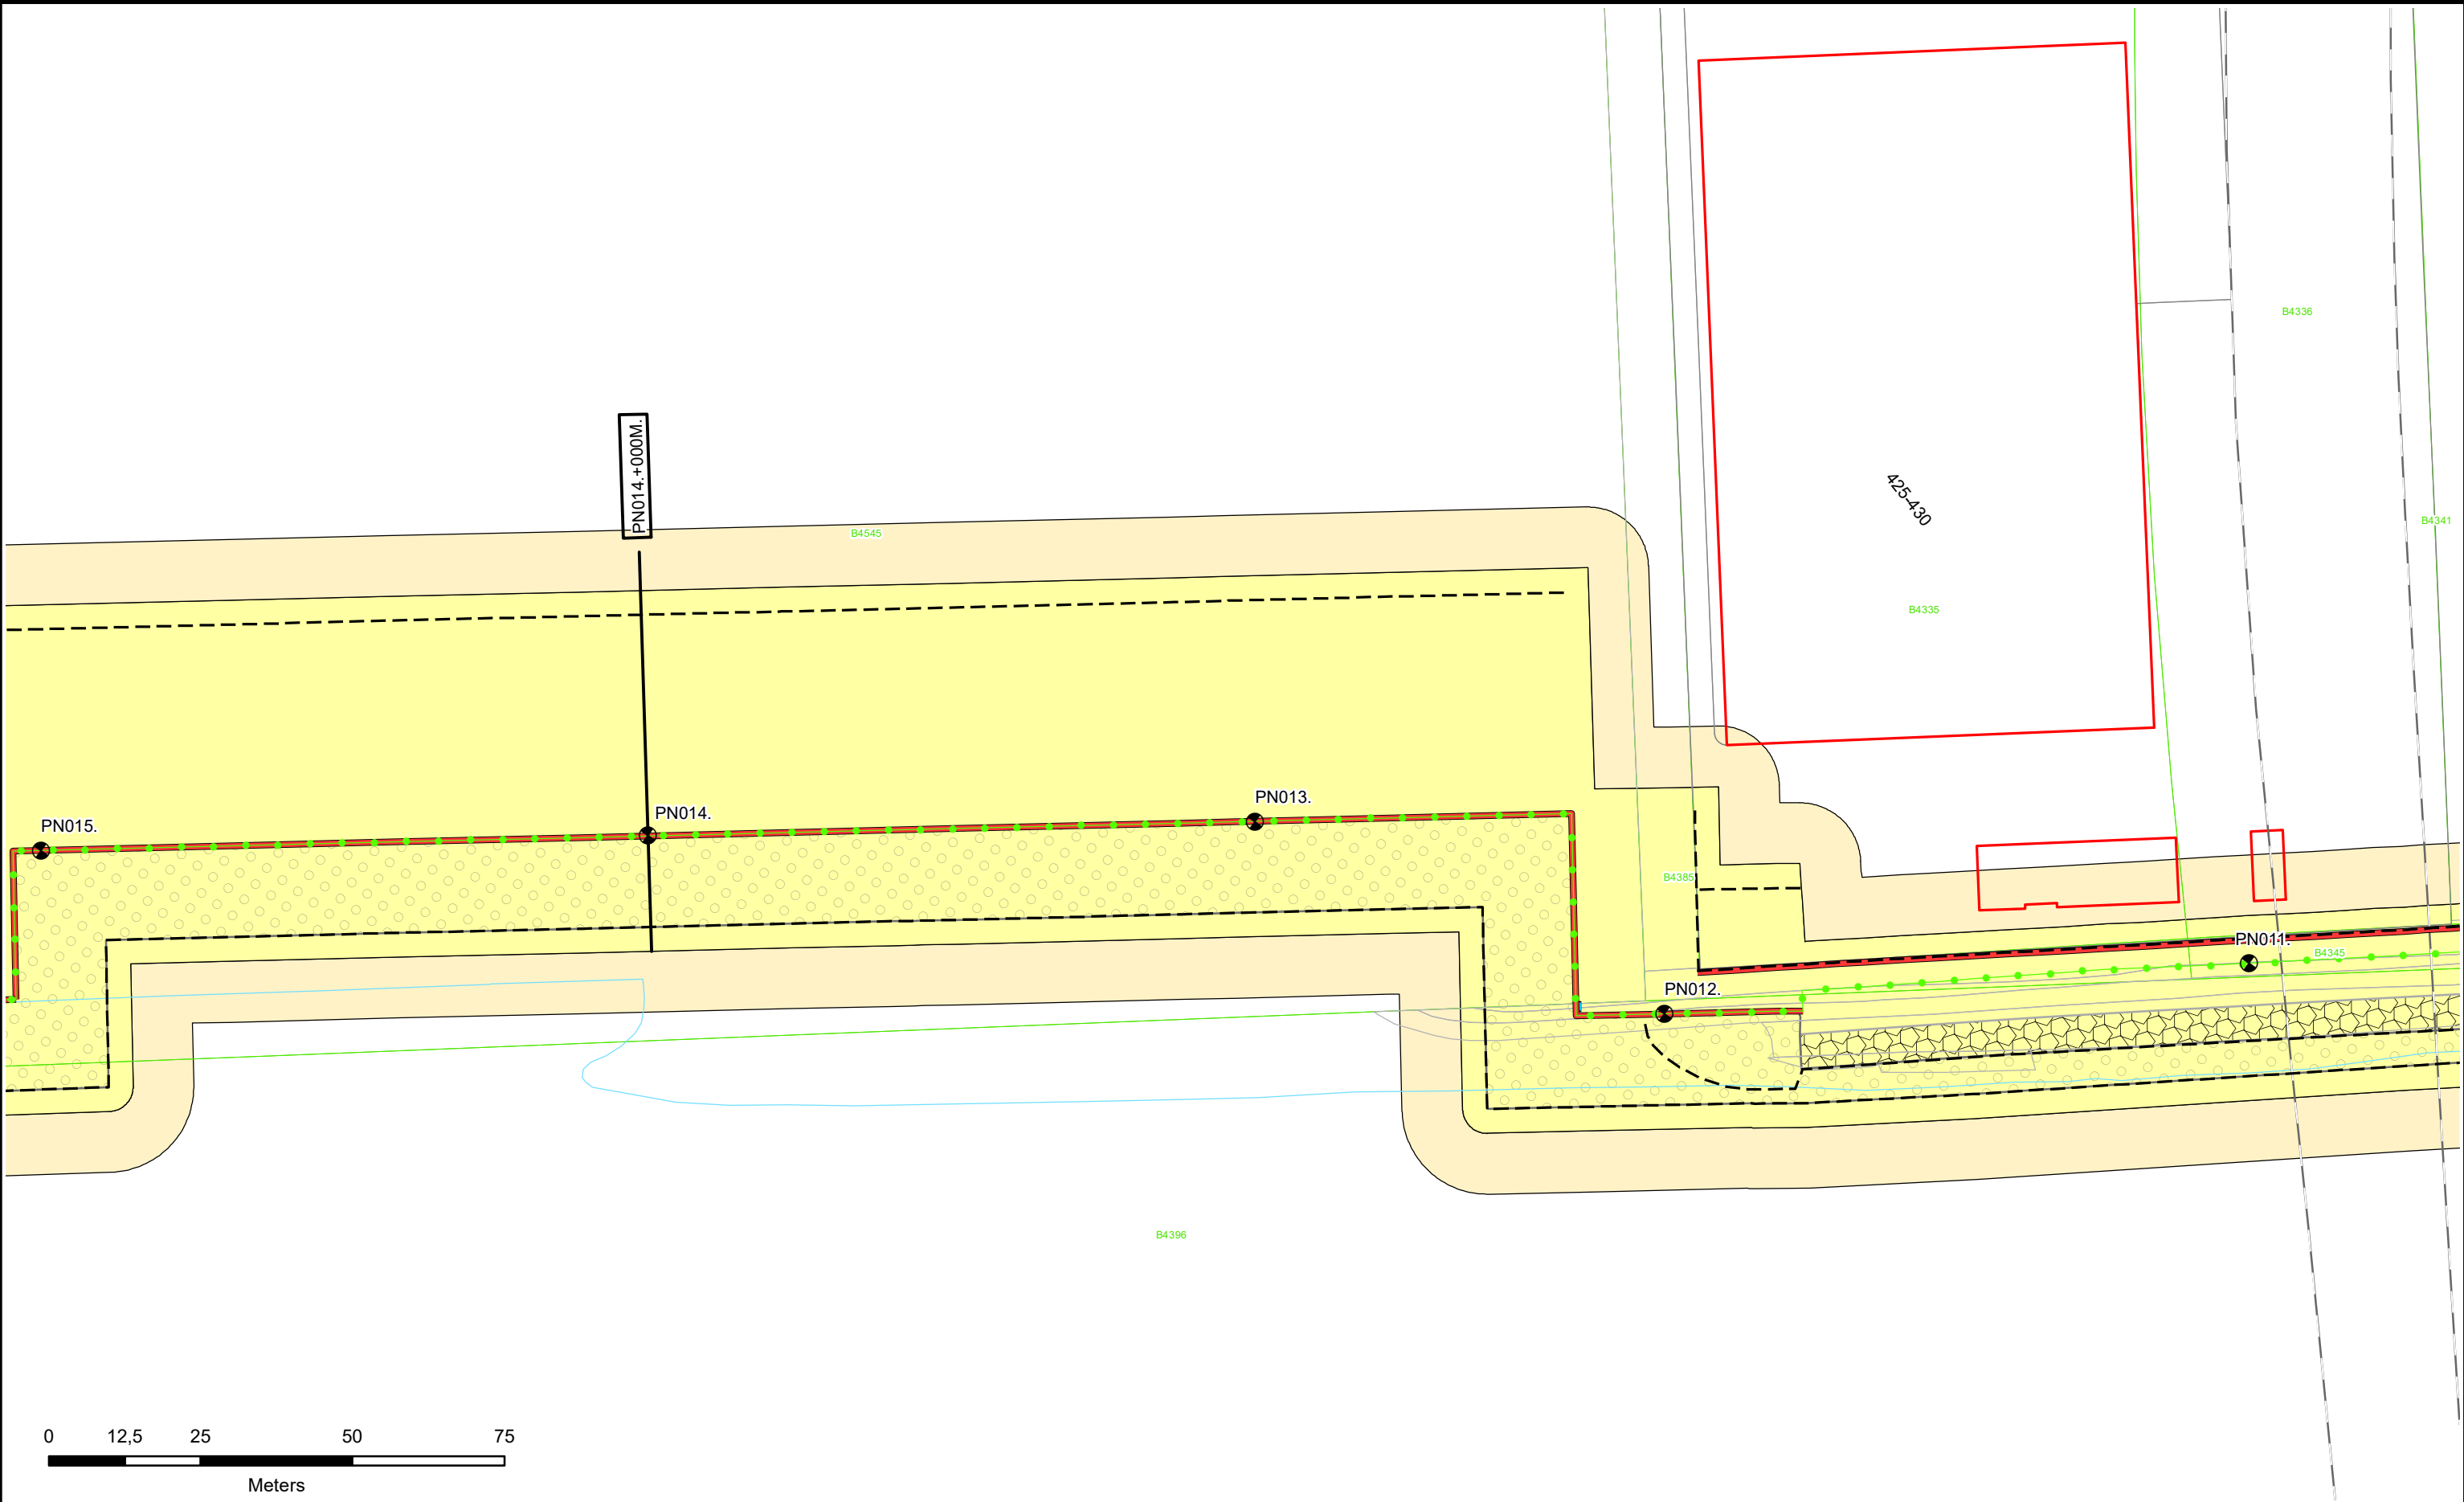 B4336
PN014.+000M.
425-430
B4341
B4545
B4335
PN013.
PN014.
PN015.
B4385
PN011.
B4345
PN012.
B4396
0 12,5 25 50 75
Meters